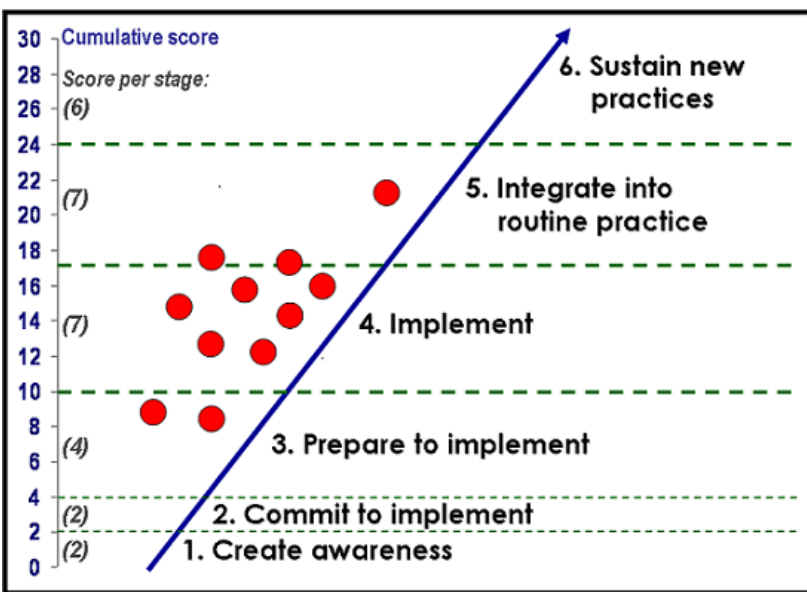 30
Cumulative score
28
Score per stage:
26
(6)
24
22
(7)
20
18
16
14
(7)
12
10
8
6
(4)
4
2
(2)
0
(2)
6. Sustain new
practices
5. Integrate into
routine practice
4. Implement
3. Prepare to implement
2. Commit to implement
1. Create awareness